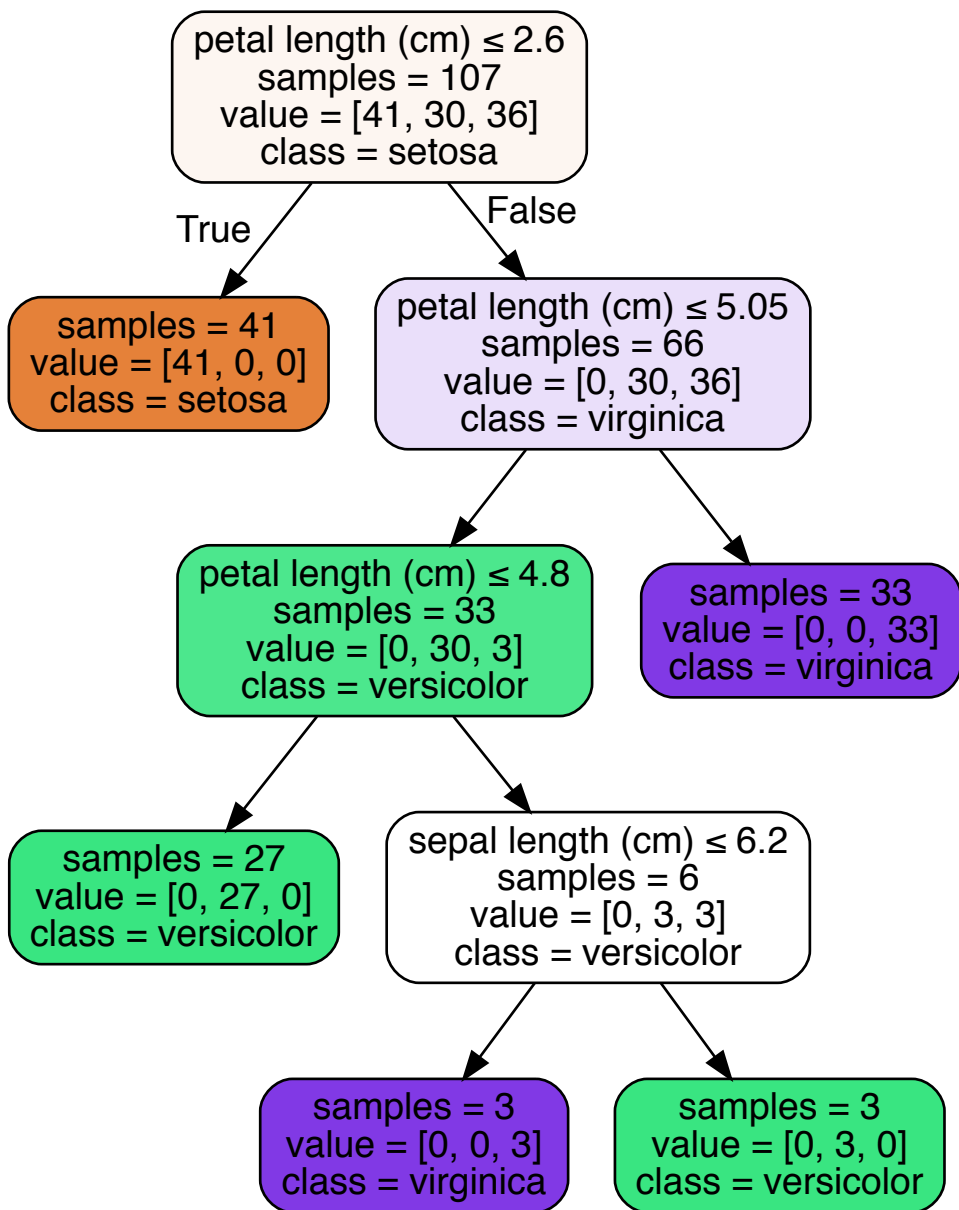 petal length (cm) ≤ 2.6
samples = 107
value = [41, 30, 36]
class = setosa
True
False
samples = 41
value = [41, 0, 0]
class = setosa
petal length (cm) ≤ 5.05
samples = 66
value = [0, 30, 36]
class = virginica
petal length (cm) ≤ 4.8
samples = 33
value = [0, 30, 3]
class = versicolor
samples = 33
value = [0, 0, 33]
class = virginica
samples = 27
value = [0, 27, 0]
class = versicolor
sepal length (cm) ≤ 6.2
samples = 6
value = [0, 3, 3]
class = versicolor
samples = 3
value = [0, 0, 3]
class = virginica
samples = 3
value = [0, 3, 0]
class = versicolor